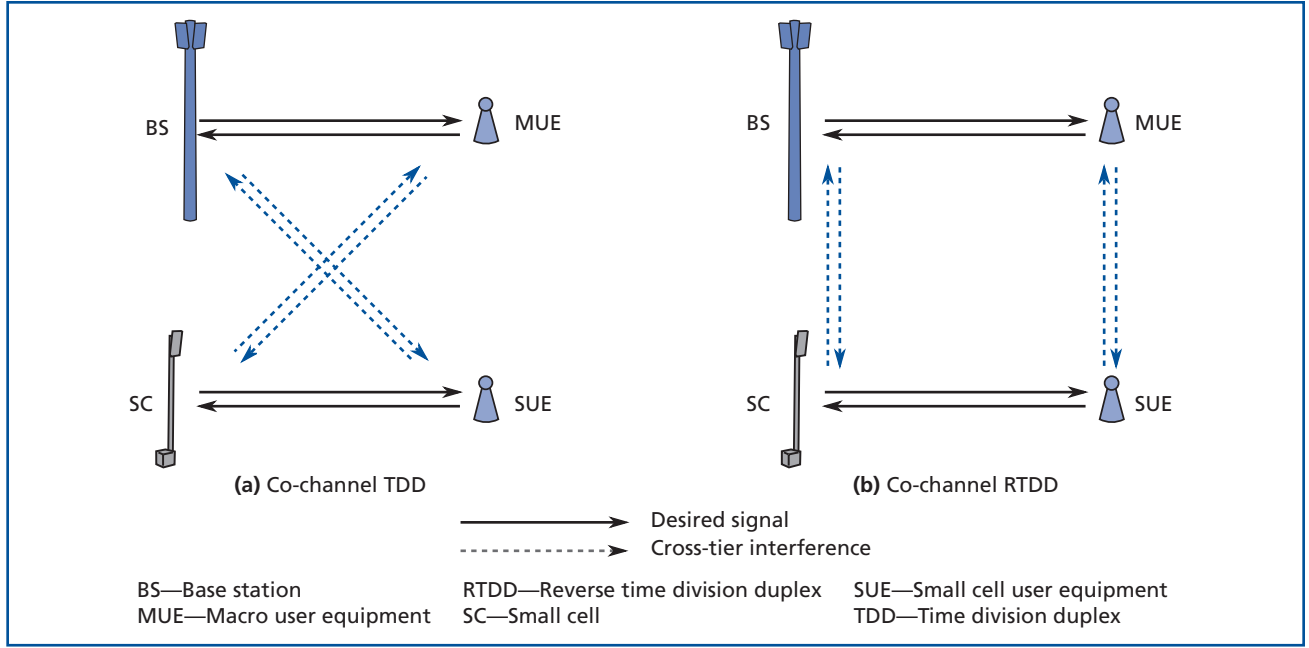 BS
MUE
SC
SUE
(a) Co-channel TDD
BS
MUE
SC
SUE
(b) Co-channel RTDD
Desired signal
Cross-tier interference
BS—Base station
MUE—Macro user equipment
RTDD—Reverse time division duplex
SC—Small cell
SUE—Small cell user equipment
TDD—Time division duplex